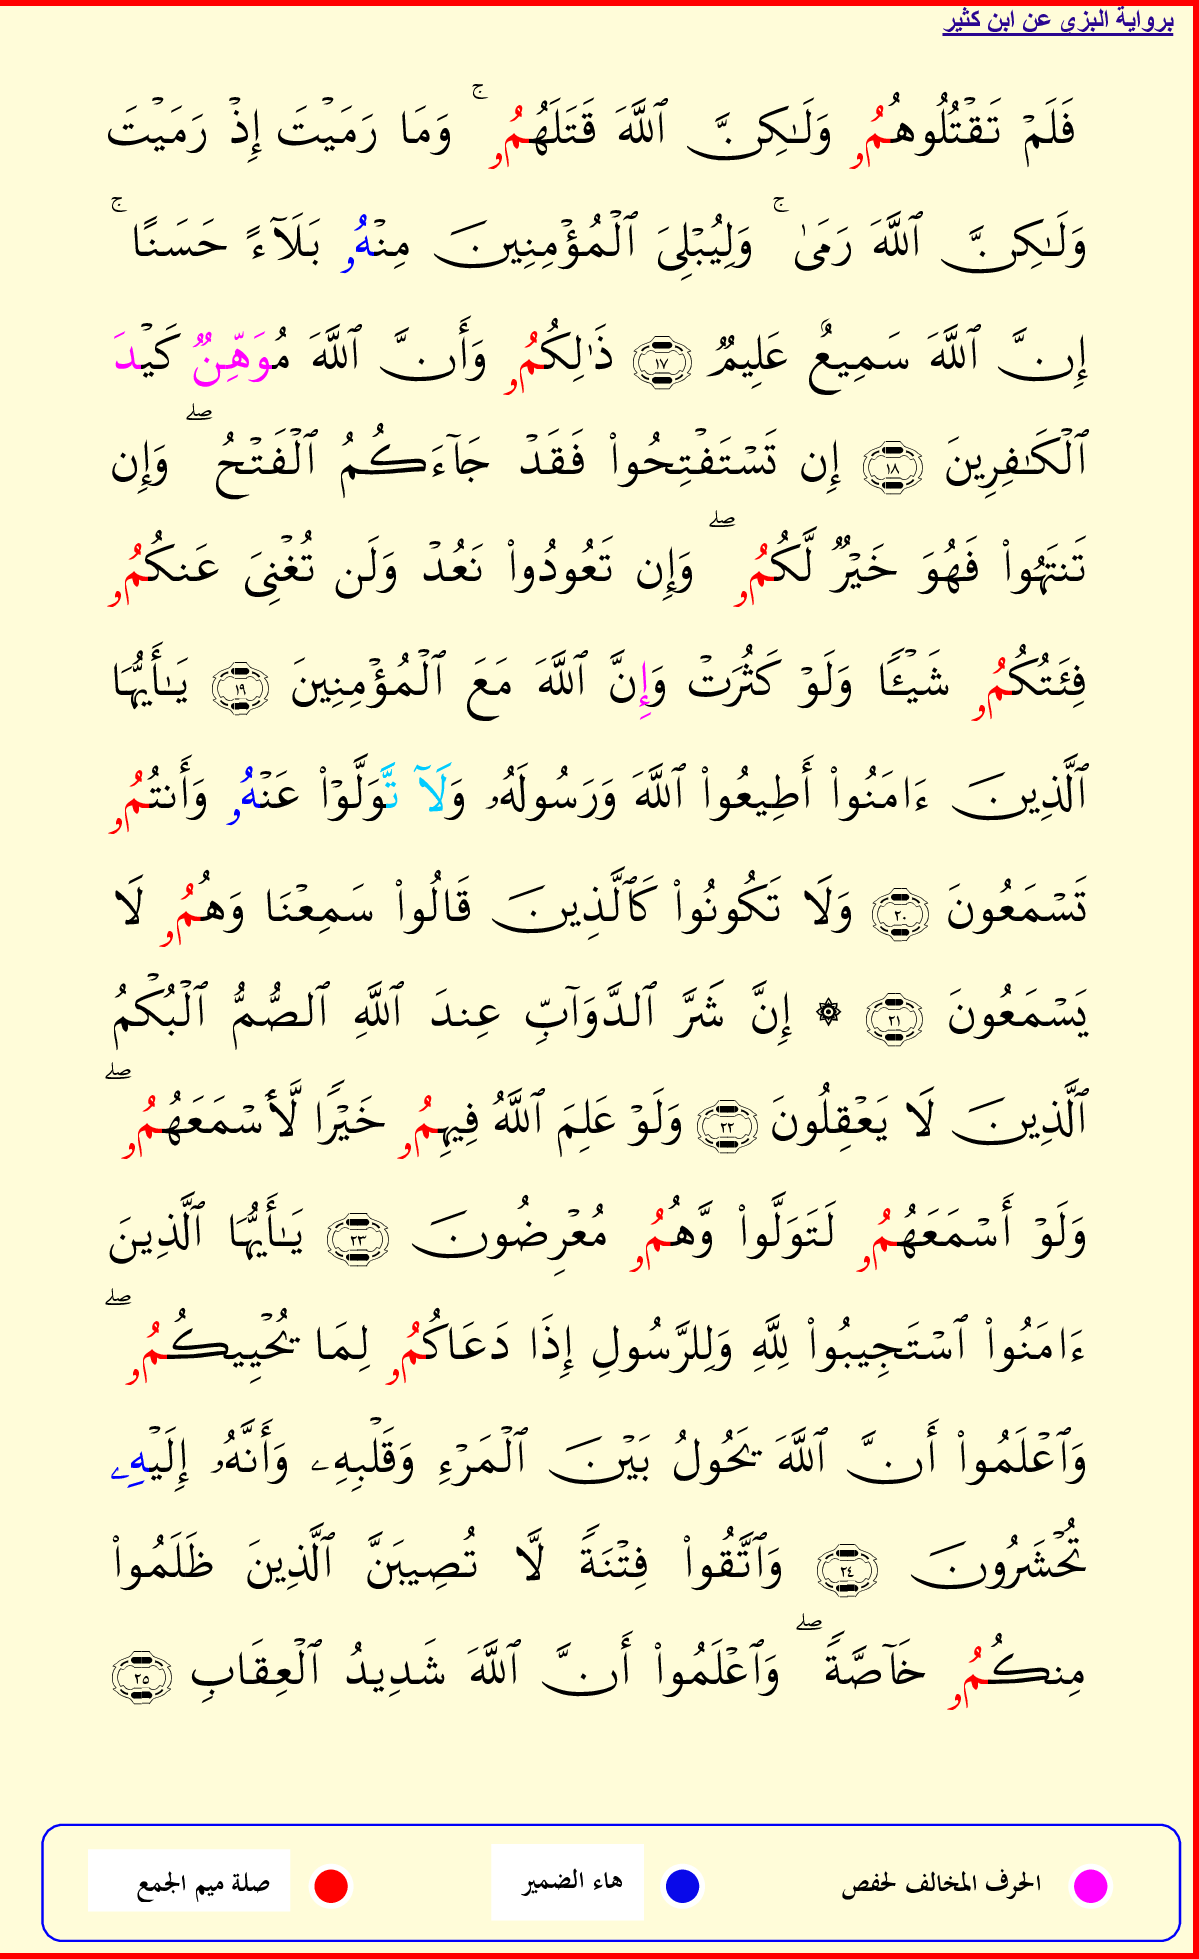 برواية البزي عن ابن كثير
فَلَمۡ تَقۡتُلُوهُمُۥ وَلَٰكِنَّ ٱللَّهَ قَتَلَهُمُۥۚ وَمَا رَمَيۡتَ إِذۡ رَمَيۡتَ
وَلَٰكِنَّ ٱللَّهَ رَمَىٰۚ وَلِيُبۡلِىَ ٱلۡمُؤۡمِنِينَ مِنۡهُۥ بَلَآءً حَسَنًاۚ
إِنَّ ٱللَّهَ سَمِيعٌ عَلِيمٌ ١٧ ذَٰلِكُمُۥ وَأَنَّ ٱللَّهَ مُوَهِّنٌ كَيۡدَ
ٱلۡكَٰفِرِينَ ١٨ إِن تَسۡتَفۡتِحُواْ فَقَدۡ جَآءَكُمُ ٱلۡفَتۡحُۖ وَإِن
تَنتَهُواْ فَهُوَ خَيۡرٌ لَّكُمُۥۖ وَإِن تَعُودُواْ نَعُدۡ وَلَن تُغۡنِىَ عَنكُمُۥ
فِئَتُكُمُۥ شَيۡـًٔا وَلَوۡ كَثُرَتۡ وَإِنَّ ٱللَّهَ مَعَ ٱلۡمُؤۡمِنِينَ ١٩ يَٰٓأَيُّهَا
ٱلَّذِينَ ءَامَنُواْ أَطِيعُواْ ٱللَّهَ وَرَسُولَهُۥ وَلَآ تَّوَلَّوۡاْ عَنۡهُۥ وَأَنتُمُۥ
تَسۡمَعُونَ ٢٠ وَلَا تَكُونُواْ كَٱلَّذِينَ قَالُواْ سَمِعۡنَا وَهُمُۥ لَا
يَسۡمَعُونَ ٢١ ۞ إِنَّ شَرَّ ٱلدَّوَآبِّ عِندَ ٱللَّهِ ٱلصُّمُّ ٱلۡبُكۡمُ
ٱلَّذِينَ لَا يَعۡقِلُونَ ٢٢ وَلَوۡ عَلِمَ ٱللَّهُ فِيهِمُۥ خَيۡرًا لَّأَسۡمَعَهُمُۥۖ
وَلَوۡ أَسۡمَعَهُمُۥ لَتَوَلَّواْ وَّهُمُۥ مُعۡرِضُونَ ٢٣ يَٰٓأَيُّهَا ٱلَّذِينَ
ءَامَنُواْ ٱسۡتَجِيبُواْ لِلَّهِ وَلِلرَّسُولِ إِذَا دَعَاكُمُۥ لِمَا يُحۡيِيكُمُۥۖ
وَٱعۡلَمُواْ أَنَّ ٱللَّهَ يَحُولُ بَيۡنَ ٱلۡمَرۡءِ وَقَلۡبِهِۦ وَأَنَّهُۥ إِلَيۡهِۦ
تُحۡشَرُونَ ٢٤ وَٱتَّقُواْ فِتۡنَةً لَّا تُصِيبَنَّ ٱلَّذِينَ ظَلَمُواْ
مِنكُمُۥ خَآصَّةًۖ وَٱعۡلَمُواْ أَنَّ ٱللَّهَ شَدِيدُ ٱلۡعِقَابِ ٢٥
الحرف المخالف لحفص هاء الضمير صلة ميم الجمع